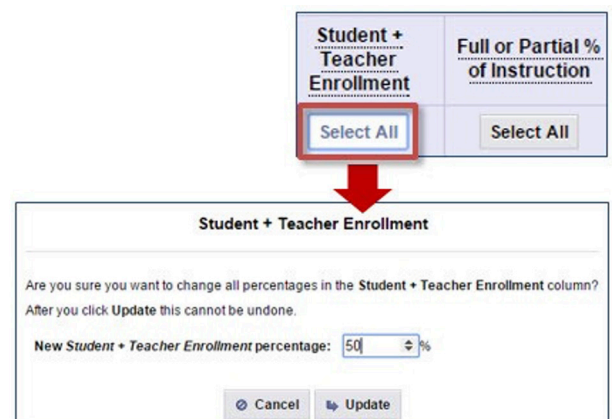 Student +
Teacher
Enrollment
Full or Partial %
of Instruction
Select All
Select All
Student + Teacher Enrollment
Are you sure you want to change all percentages in the Student + Teacher Enrollment column?
After you click Update this cannot be undone.
New Student + Teacher Enrollment percentage: 50 %
Cancel Update